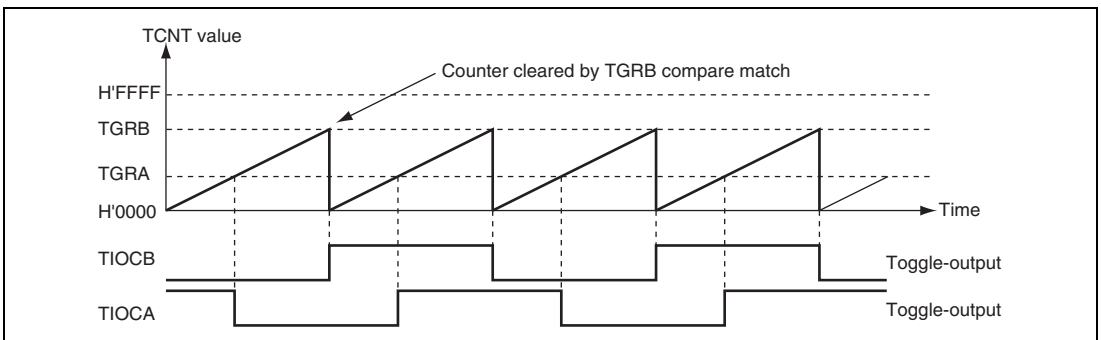 TCNT value
Counter cleared by TGRB compare match
H'FFFF
TGRB
TGRA
H'0000
Time
TIOCB
Toggle-output
TIOCA
Toggle-output